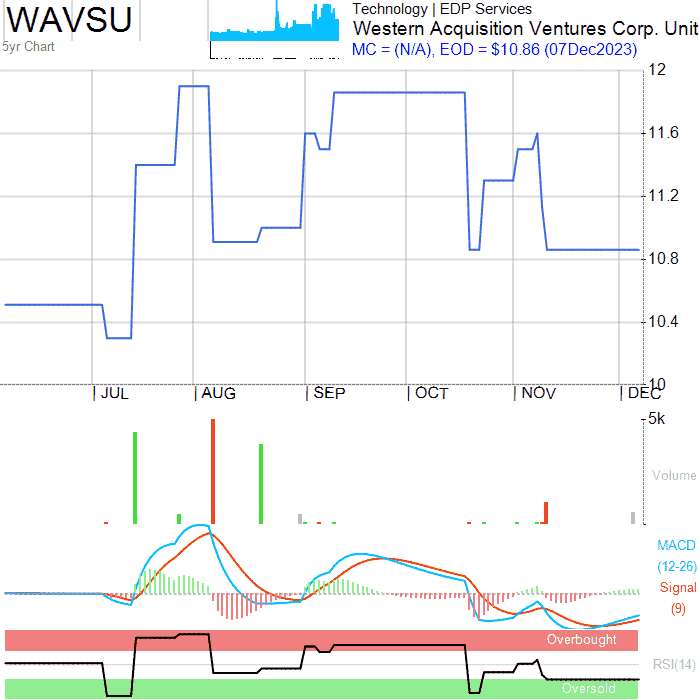 WAVSU
5yr Chart
Technology | EDP Services
Western Acquisition Ventures Corp. Unit
MC = (N/A), EOD = $10.86 (07Dec2023)
12
11.6
11.2
10.8
10.4
10
JUL
AUG
SEP
OCT
NOV
DEC
5k
Volume
MACD
(12-26)
Signal
(9)
Overbought
RSI(14)
Oversold